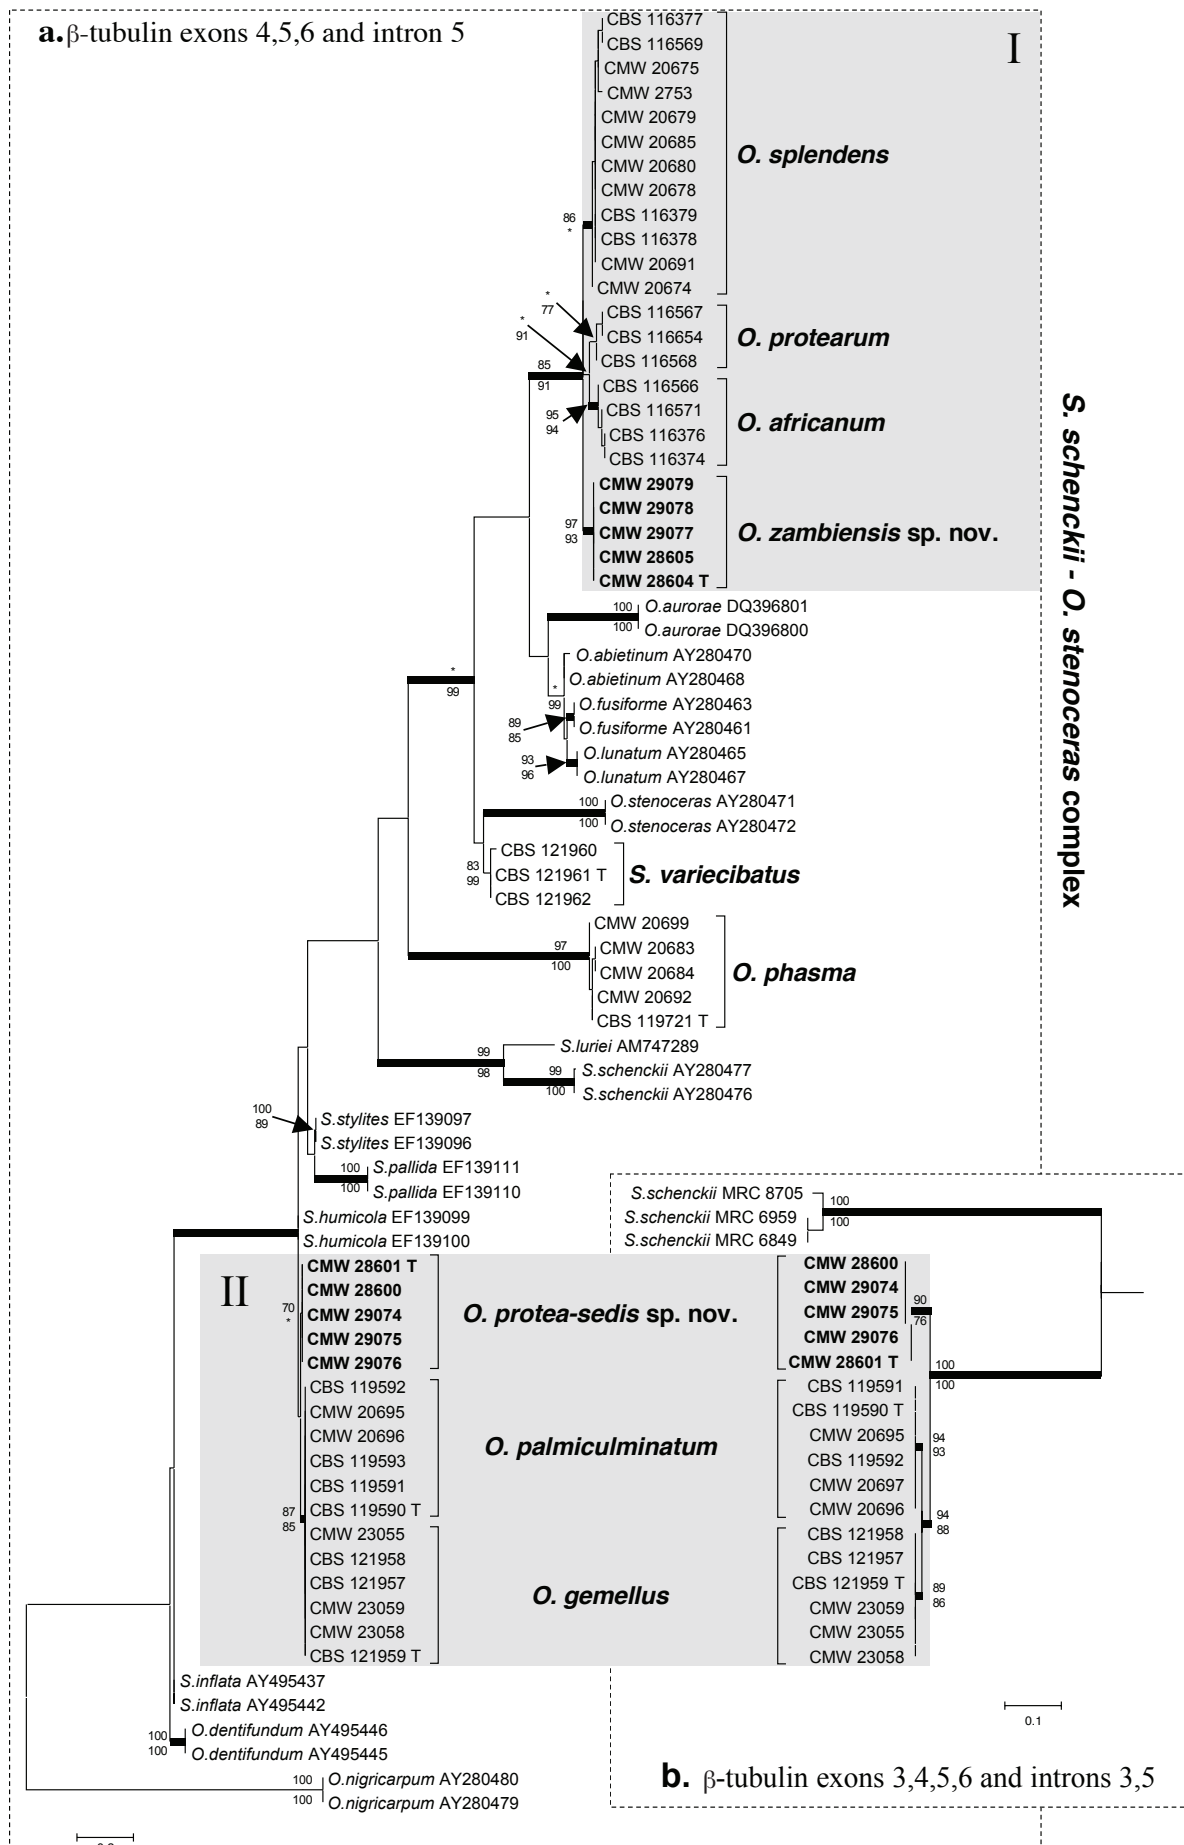 a. β-tubulin exons 4,5,6 and intron 5
I
CBS 116377
CBS 116569
CMW 20675
CMW 2753
CMW 20679
CMW 20685
CMW 20680
CMW 20678
CBS 116379
CBS 116378
CMW 20691
CMW 20674
O. splendens
86
*
CBS 116567
CBS 116654
CBS 116568
O. protearum
*
77
*
91
85
91
CBS 116566
CBS 116571
CBS 116376
CBS 116374
O. africanum
95
94
CMW 29079
CMW 29078
CMW 29077
CMW 28605
CMW 28604 T
O. zambiensis sp. nov.
97
93
S. schenckii - O. stenoceras complex
100
O.aurorae DQ396801
100
O.aurorae DQ396800
O.abietinum AY280470
O.abietinum AY280468
*
99
*
99
O.fusiforme AY280463
O.fusiforme AY280461
89
85
O.lunatum AY280465
O.lunatum AY280467
93
96
100
O.stenoceras AY280471
100
O.stenoceras AY280472
CBS 121960
CBS 121961 T
CBS 121962
S. variecibatus
83
99
CMW 20699
CMW 20683
CMW 20684
CMW 20692
CBS 119721 T
O. phasma
97
100
S.luriei AM747289
99
98
99
S.schenckii AY280477
100
S.schenckii AY280476
100
89
S.stylites EF139097
S.stylites EF139096
100
S.pallida EF139111
100
S.pallida EF139110
S.humicola EF139099
S.humicola EF139100
II
CMW 28601 T
CMW 28600
CMW 29074
CMW 29075
CMW 29076
70
*
O. protea-sedis sp. nov.
CBS 119592
CMW 20695
CMW 20696
CBS 119593
CBS 119591
CBS 119590 T
O. palmiculminatum
87
85
CMW 23055
CBS 121958
CBS 121957
CMW 23059
CMW 23058
CBS 121959 T
O. gemellus
S.inflata AY495437
S.inflata AY495442
100
O.dentifundum AY495446
100
O.dentifundum AY495445
100
O.nigricarpum AY280480
100
O.nigricarpum AY280479
S.schenckii MRC 8705
S.schenckii MRC 6959
S.schenckii MRC 6849
100
100
CMW 28600
CMW 29074
CMW 29075
CMW 29076
CMW 28601 T
90
76
100
100
CBS 119591
CBS 119590 T
CMW 20695
CBS 119592
CMW 20697
CMW 20696
94
93
94
88
CBS 121958
CBS 121957
CBS 121959 T
CMW 23059
CMW 23055
CMW 23058
89
86
0.1
b. β-tubulin exons 3,4,5,6 and introns 3,5